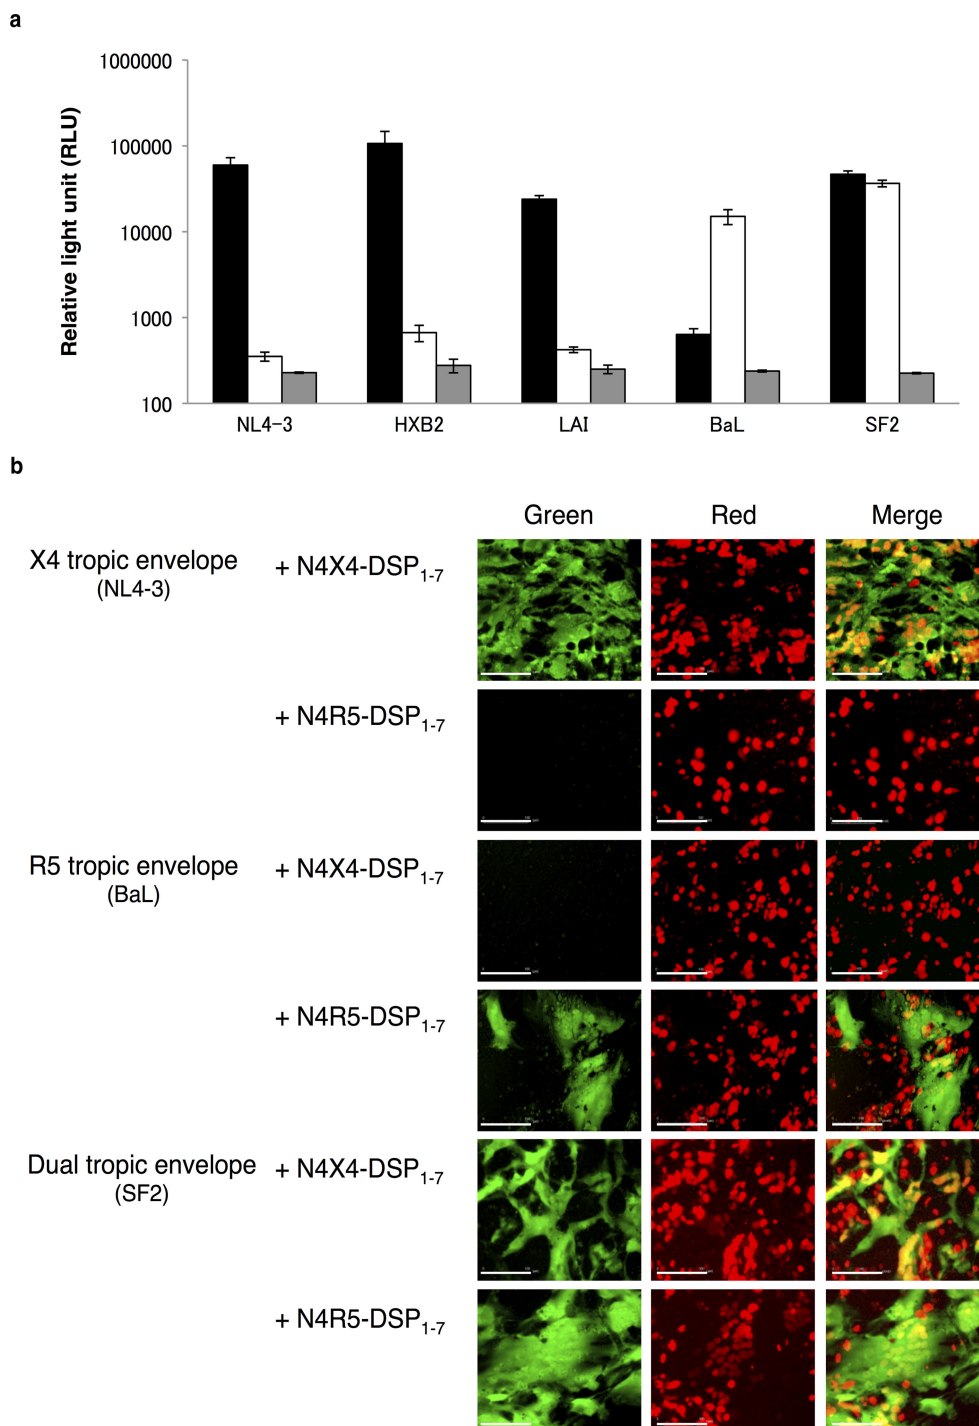 a
Relative light unit (RLU)
1000000
100000
10000
1000
100
NL4-3
HXB2
LAI
BaL
SF2
b
Green
Red
Merge
X4 tropic envelope
(NL4-3)
+ N4X4-DSP1-7
+ N4R5-DSP1-7
R5 tropic envelope
(BaL)
+ N4X4-DSP1-7
+ N4R5-DSP1-7
Dual tropic envelope
(SF2)
+ N4X4-DSP1-7
+ N4R5-DSP1-7